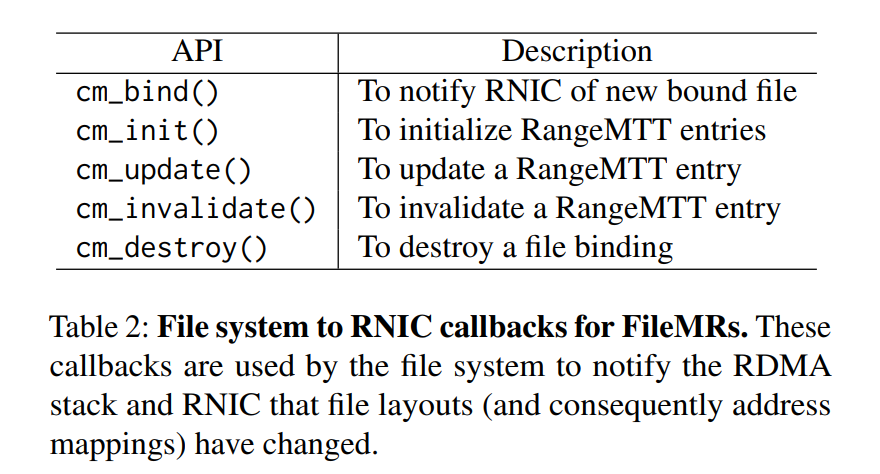 API Description
cm_bind() To notify RNIC of new bound file
cm_init() To initialize RangeMTT entries
cm_update() To update a RangeMTT entry
cm_invalidate() To invalidate a RangeMTT entry
cm_destroy() To destroy a file binding
Table 2: File system to RNIC callbacks for FileMRs. These
callbacks are used by the file system to notify the RDMA
stack and RNIC that file layouts (and consequently address
mappings) have changed.